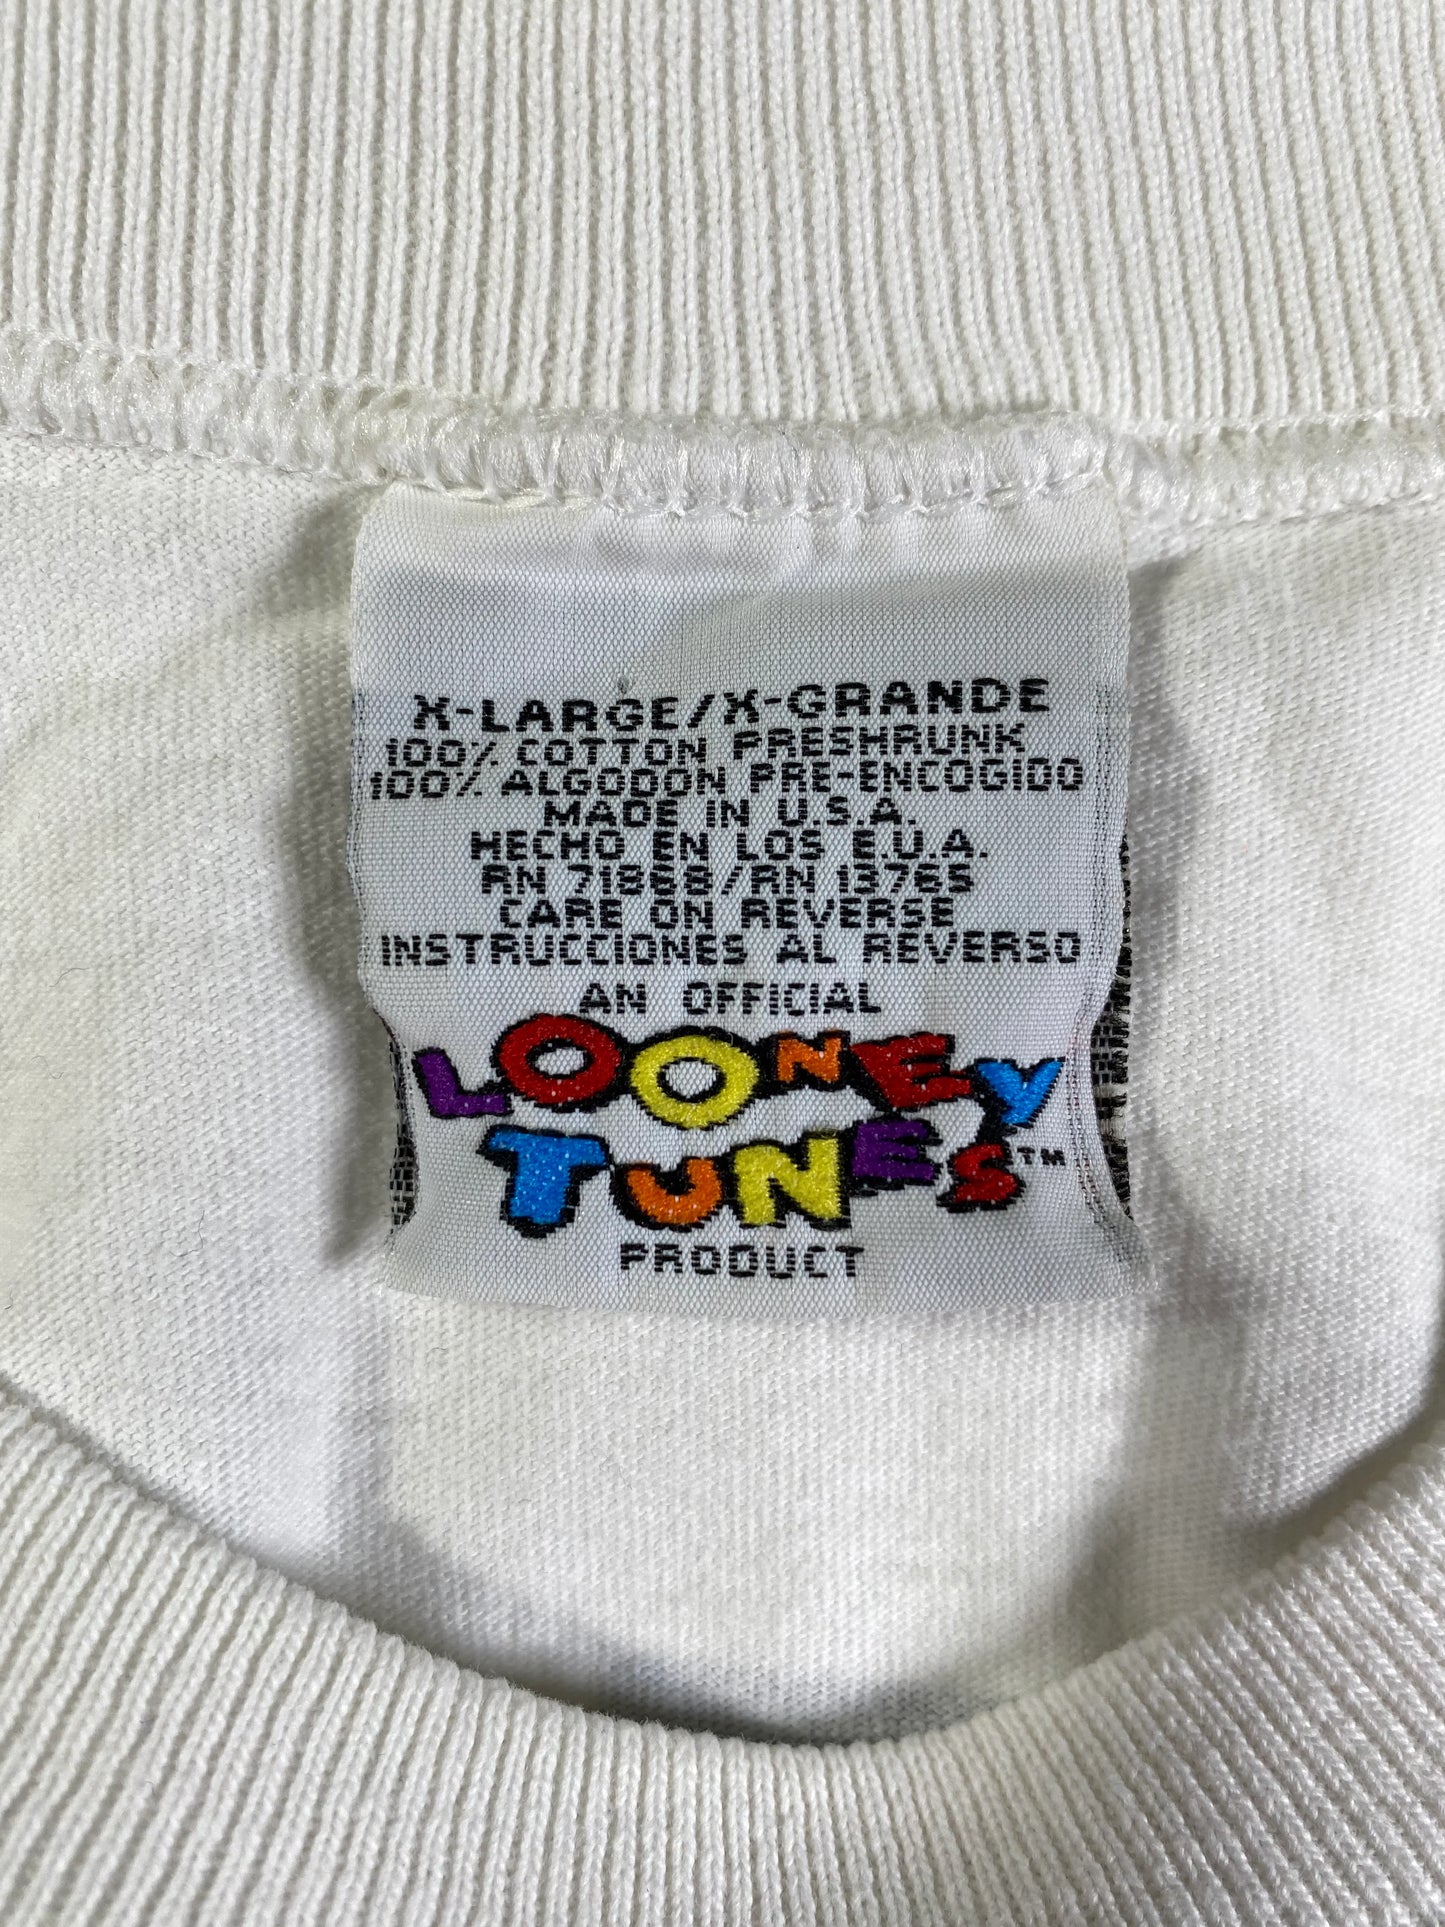 X-LARGE/X-GRANDE
100% COTTON PRESHRUNK
100% ALGODON PRE-ENCOGIDO
MADE IN U.S.A.
HECHO EN LOS E.U.A.
RN 71868/RN 13765
CARE ON REVERSE
INSTRUCCIONES AL REVERSO
AN OFFICIAL
LOONEY
TUNES™
PRODUCT